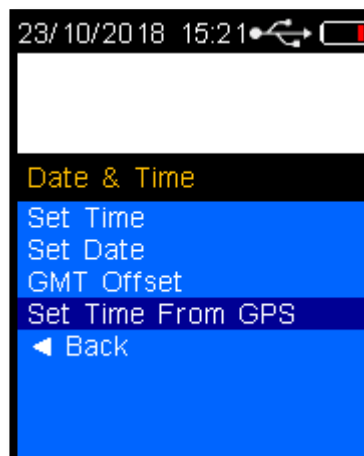 23/10/2018 15:21
Date & Time
Set Time
Set Date
GMT Offset
Set Time From GPS
◄ Back